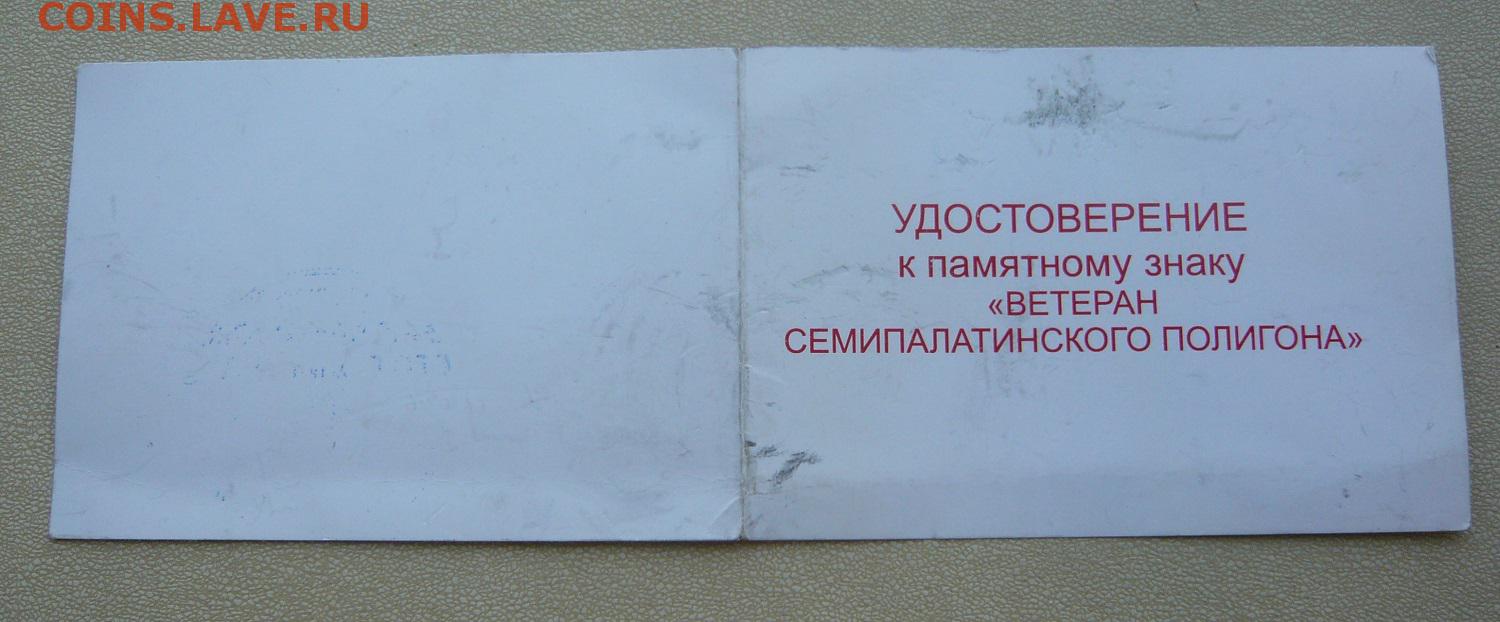 COINS.LAVE.RU
УДОСТОВЕРЕНИЕ
к памятному знаку
«ВЕТЕРАН
СЕМИПАЛАТИНСКОГО ПОЛИГОНА»